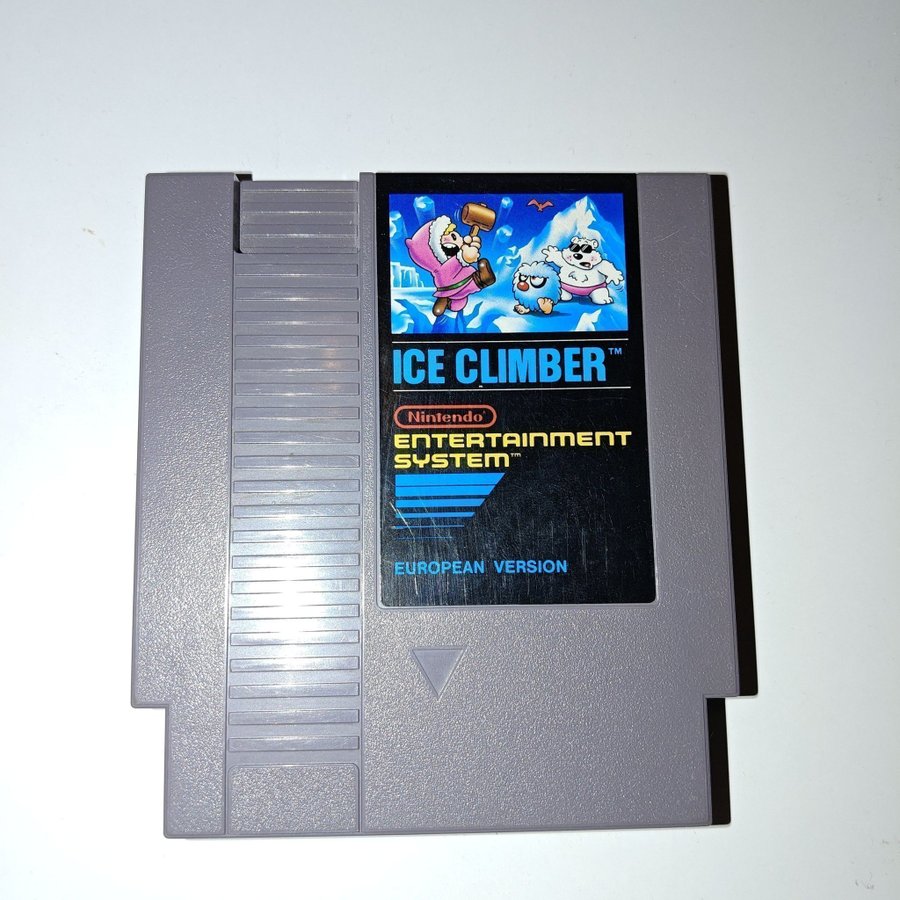 ICE CLIMBER™
Nintendo®
ENTERTAINMENT
SYSTEM™
EUROPEAN VERSION